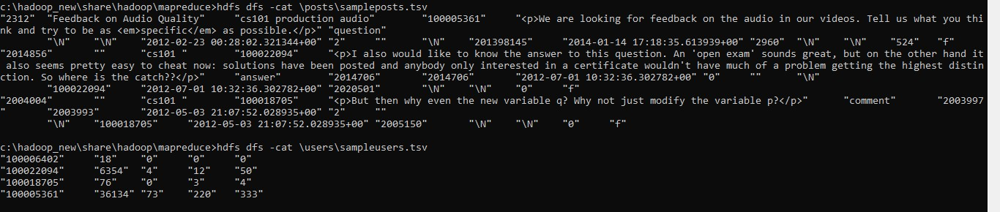 c:\hadoop_new\share\hadoop\mapreduce>hdfs dfs -cat \posts\sampleposts.tsv
"2312"  "Feedback on Audio Quality"      "cs101 production audio"         "100005361"      "<p>We are looking for feedback on the audio in our videos. Tell us what you thi
nk and try to be as <em>specific</em> as possible.</p>" "question"
        "\N"     "\N"     "2012-02-23 00:28:02.321344+00" "2"     ""      "\N"     "201398145"     "2014-01-14 17:18:35.613939+00" "2960"  "\N"     "\N"     "524"   "f"
"2014856"       ""      "cs101 "        "100022094"     "<p>I also would like to know the answer to this question. An 'open exam' sounds great, but on the other hand it
 also seems pretty easy to cheat now: solutions have been posted and anybody only interested in a certificate wouldn't have much of a problem getting the highest distin
ction. So where is the catch??</p>"     "answer"        "2014706"       "2014706"       "2012-07-01 10:32:36.302782+00" "0"     ""      "\N"
        "100022094"     "2012-07-01 10:32:36.302782+00" "2020501"       "\N"    "\N"    "0"     "f"
"2004004"       ""      "cs101 "        "100018705"     "<p>But then why even the new variable q? Why not just modify the variable p?</p>"      "comment"       "2003997
"       "2003993"       "2012-05-03 21:07:52.028935+00" "2"     ""
        "\N"    "100018705"     "2012-05-03 21:07:52.028935+00" "2005150"       "\N"    "\N"    "0"     "f"
c:\hadoop_new\share\hadoop\mapreduce>hdfs dfs -cat \users\sampleusers.tsv
"100006402"     "18"    "0"     "0"     "0"
"100022094"     "6354"  "4"     "12"    "50"
"100018705"     "76"    "0"     "3"     "4"
"100005361"     "36134" "73"    "220"   "333"